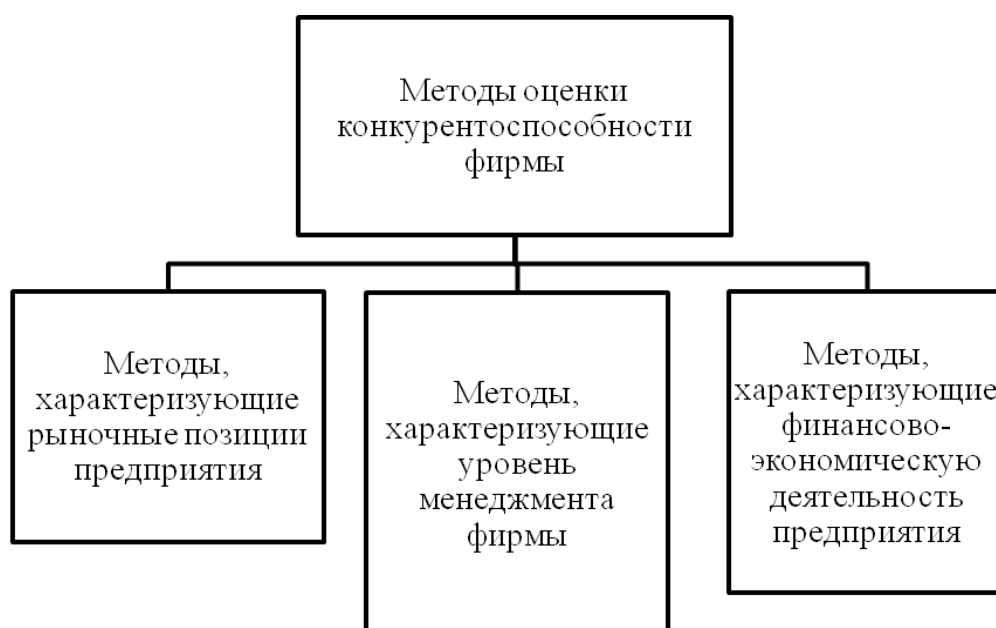 Методы оценки
конкурентоспособности
фирмы
Методы,
характеризующие
рыночные позиции
предприятия
Методы,
характеризующие
уровень
менеджмента
фирмы
Методы,
характеризующие
финансово-
экономическую
деятельность
предприятия